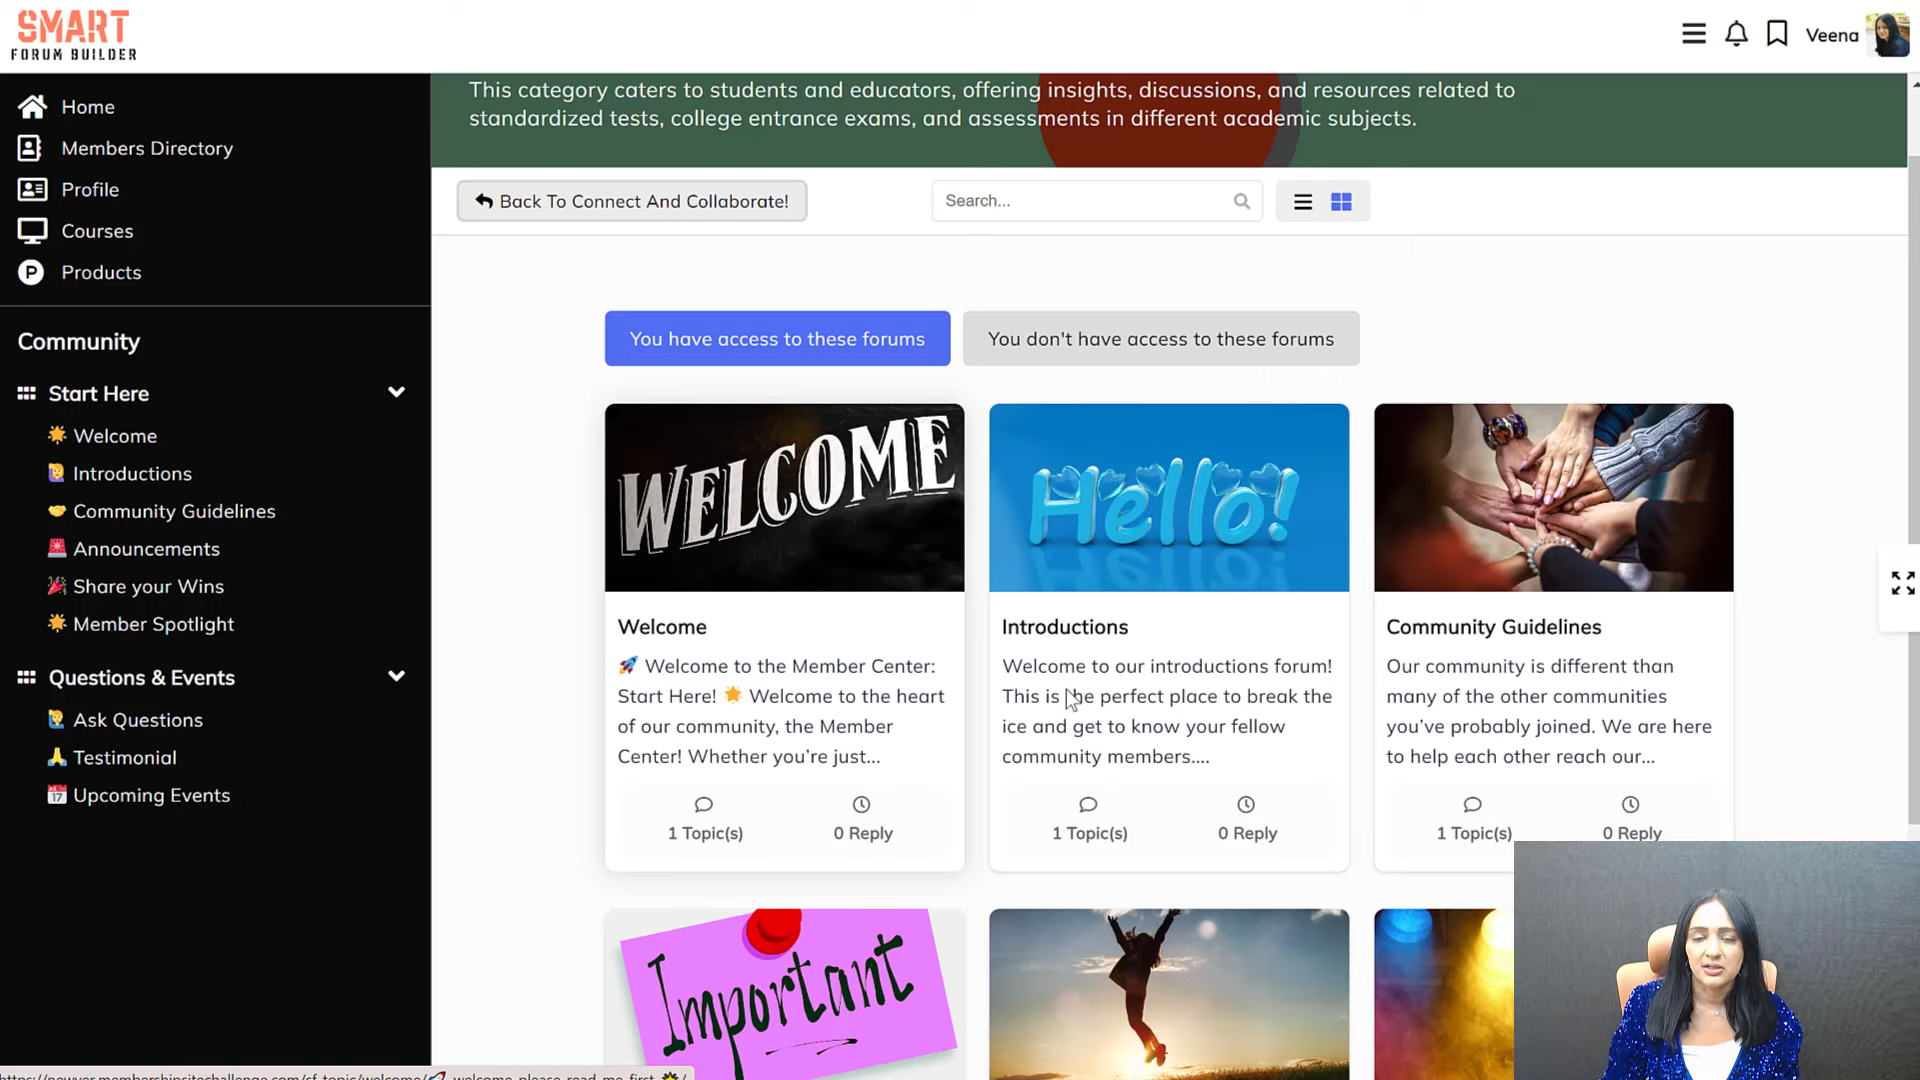 SMART
FORUM BUILDER
Veena
Home
Members Directory
Profile
Courses
P
Products
Community
Start Here
Welcome
Introductions
Community Guidelines
Announcements
Share your Wins
Member Spotlight
Questions & Events
Ask Questions
Testimonial
Upcoming Events
This category caters to students and educators, offering insights, discussions, and resources related to
standardized tests, college entrance exams, and assessments in different academic subjects.
Back To Connect And Collaborate!
Search...
You have access to these forums
You don't have access to these forums
WELCOME
Welcome
🚀 Welcome to the Member Center:
Start Here! 🌟 Welcome to the heart
of our community, the Member
Center! Whether you're just...
1 Topic(s)
0 Reply
Hello!
Introductions
Welcome to our introductions forum!
This is the perfect place to break the
ice and get to know your fellow
community members....
1 Topic(s)
0 Reply
Community Guidelines
Our community is different than
many of the other communities
you've probably joined. We are here
to help each other reach our...
1 Topic(s)
0 Reply
Important